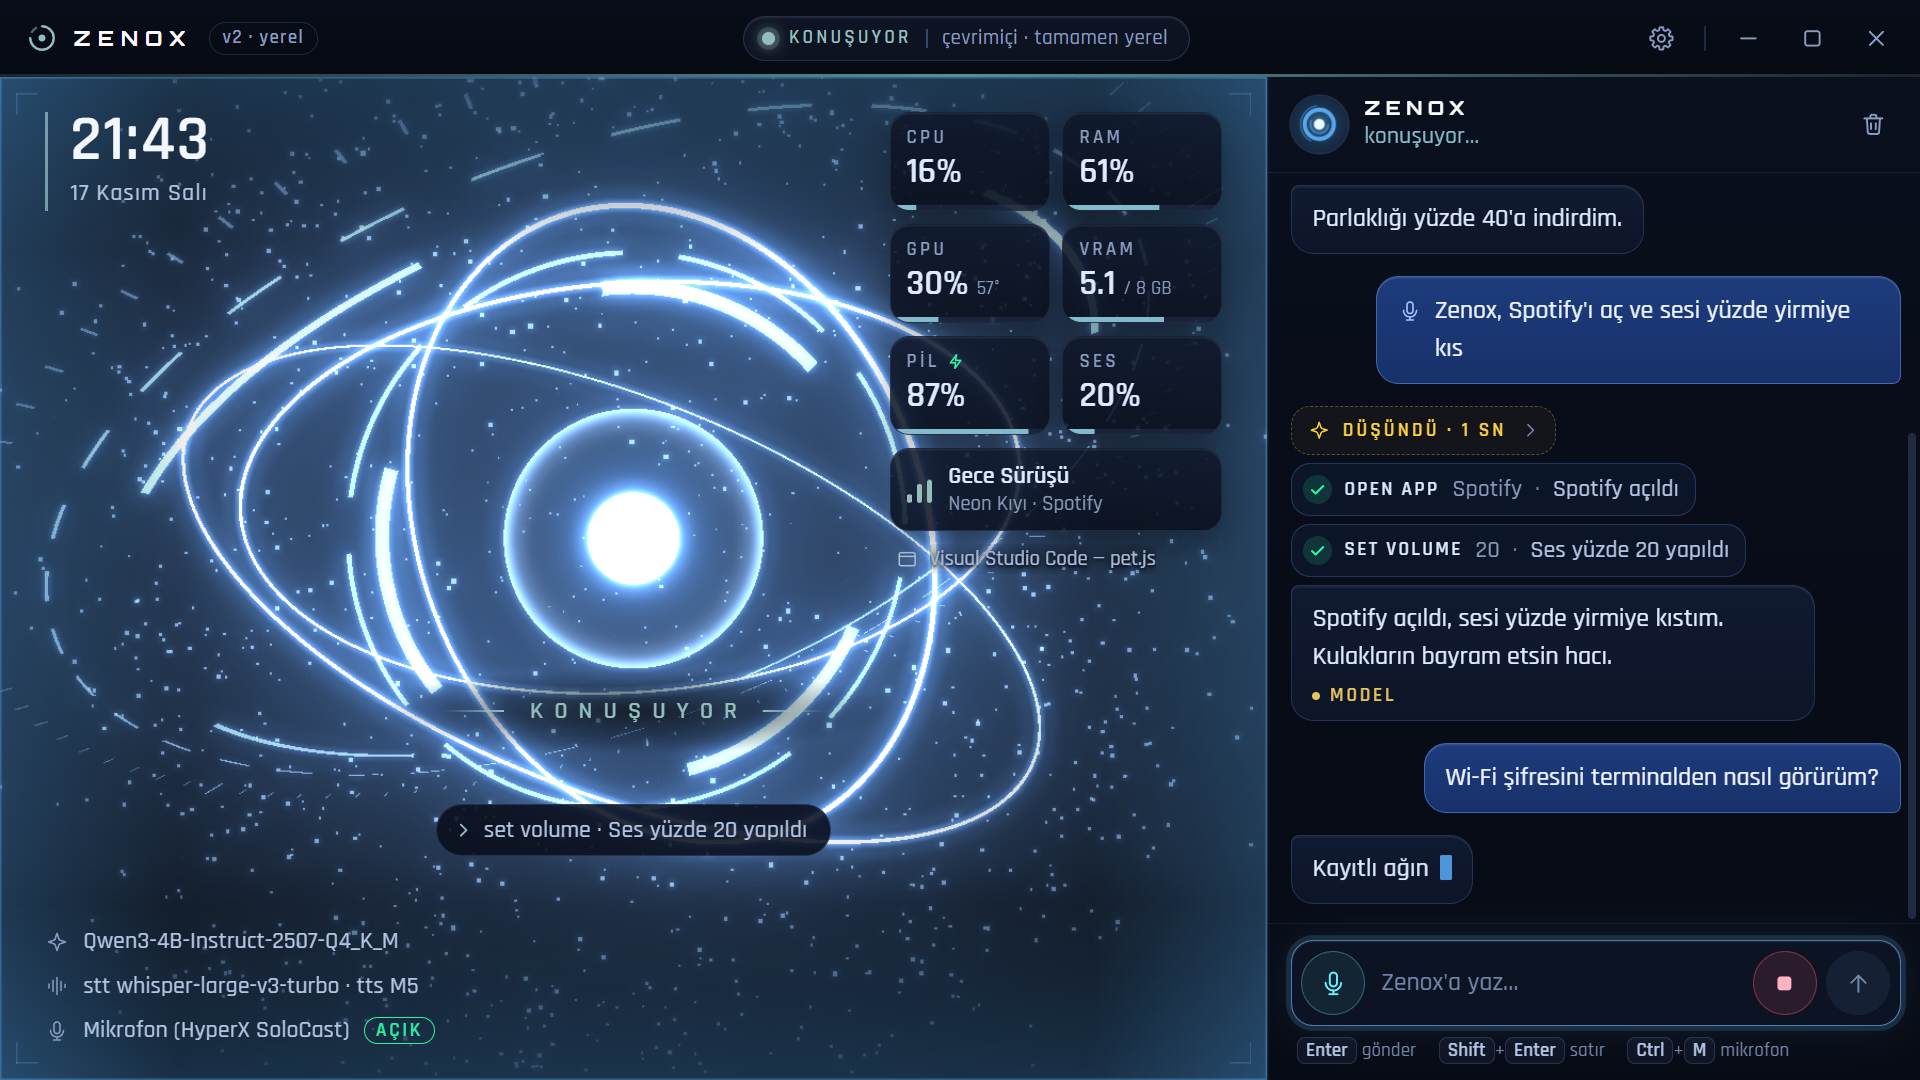 ZENOX
v2 · yerel
KONUŞUYOR | çevrimiçi · tamamen yerel
21:43
17 Kasım Salı
CPU
16%
RAM
61%
GPU
30% 57°
VRAM
5.1 / 8 GB
PİL
87%
SES
20%
Gece Sürüşü
Neon Kıyı · Spotify
Visual Studio Code – pet.js
KONUŞUYOR
set volume · Ses yüzde 20 yapıldı
Qwen3-4B-Instruct-2507-Q4_K_M
stt whisper-large-v3-turbo · tts M5
Mikrofon (HyperX SoloCast) AÇIK
ZENOX
konuşuyor...
Parlaklığı yüzde 40'a indirdim.
Zenox, Spotify'ı aç ve sesi yüzde yirmiye
kıs
DÜŞÜNDÜ · 1 SN
OPEN APP Spotify · Spotify açıldı
SET VOLUME 20 · Ses yüzde 20 yapıldı
Spotify açıldı, sesi yüzde yirmiye kıstım.
Kulakların bayram etsin hacı.
MODEL
Wi-Fi şifresini terminalden nasıl görürüm?
Kayıtlı ağın
Zenox'a yaz...
Enter gönder Shift+Enter satır Ctrl+M mikrofon